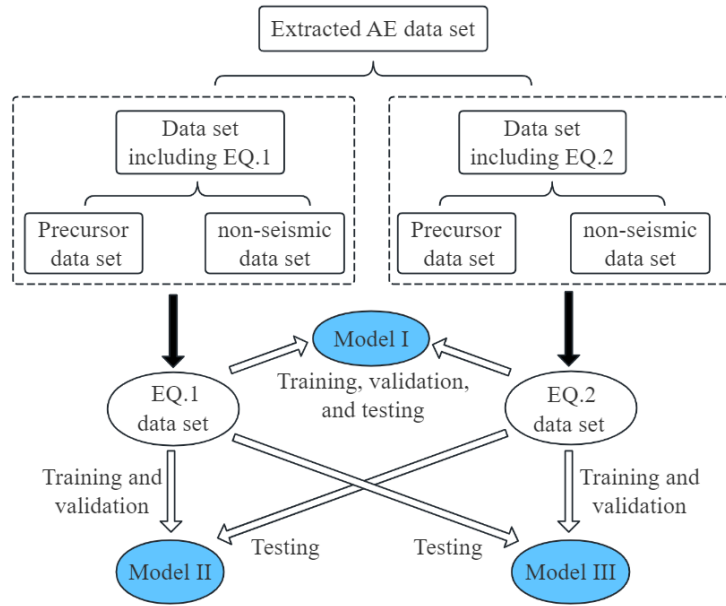 Extracted AE data set
Data set
including EQ.1
Data set
including EQ.2
Precursor
data set
non-seismic
data set
Precursor
data set
non-seismic
data set
Model I
Training, validation,
and testing
EQ.1
data set
EQ.2
data set
Training and
validation
Training and
validation
Testing
Testing
Model II
Model III